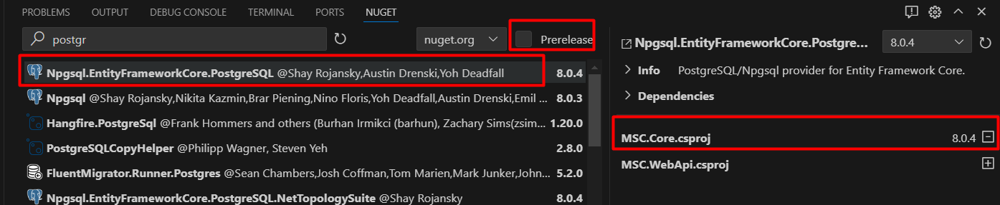 PROBLEMS OUTPUT DEBUG CONSOLE TERMINAL PORTS NUGET
postgr
nuget.org
Prerelease
Npgsql.EntityFrameworkCore.PostgreSQL @Shay Rojansky,Austin Drenski,Yoh Deadfall 8.0.4
Npgsql @Shay Rojansky,Nikita Kazmin,Brar Piening,Nino Floris,Yoh Deadfall,Austin Drenski,Emil ... 8.0.3
Hangfire.PostgreSql @Frank Hommers and others (Burhan Irmikci (barhun), Zachary Sims(zsim... 1.20.0
PostgreSQLCopyHelper @Philipp Wagner, Steven Yeh 2.8.0
FluentMigrator.Runner.Postgres @Sean Chambers,Josh Coffman,Tom Marien,Mark Junker,John... 5.2.0
Npgsql.EntityFrameworkCore.PostgreSQL.NetTopologySuite @Shay Rojansky 8.0.4
Npgsql.EntityFrameworkCore.Postgre... 8.0.4
Info PostgreSQL/Npgsql provider for Entity Framework Core.
Dependencies
MSC.Core.csproj 8.0.4
MSC.WebApi.csproj